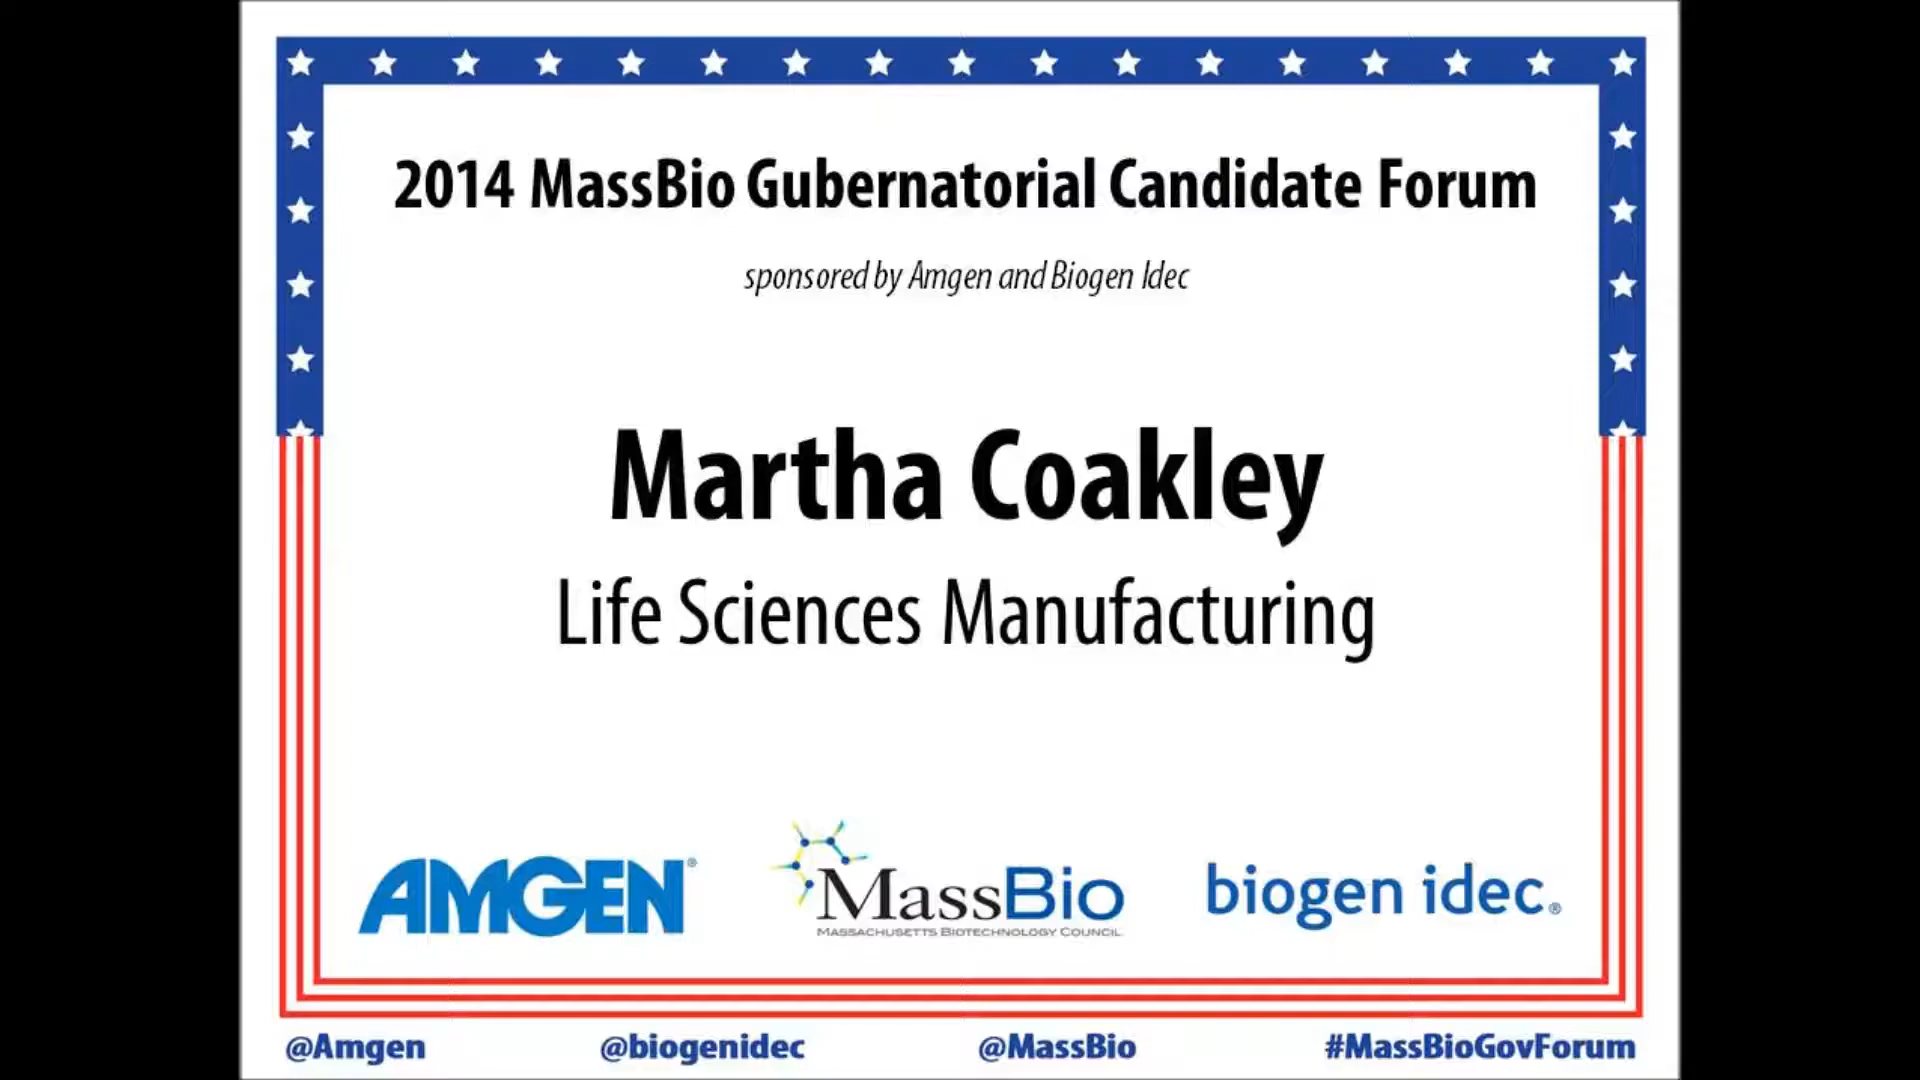 2014 MassBio Gubernatorial Candidate Forum
sponsored by Amgen and Biogen Idec
Martha Coakley
Life Sciences Manufacturing
AMGEN®
MassBio
MASSACHUSETTS BIOTECHNOLOGY COUNCIL
biogen idec®
@Amgen @biogenidec @MassBio #MassBioGovForum